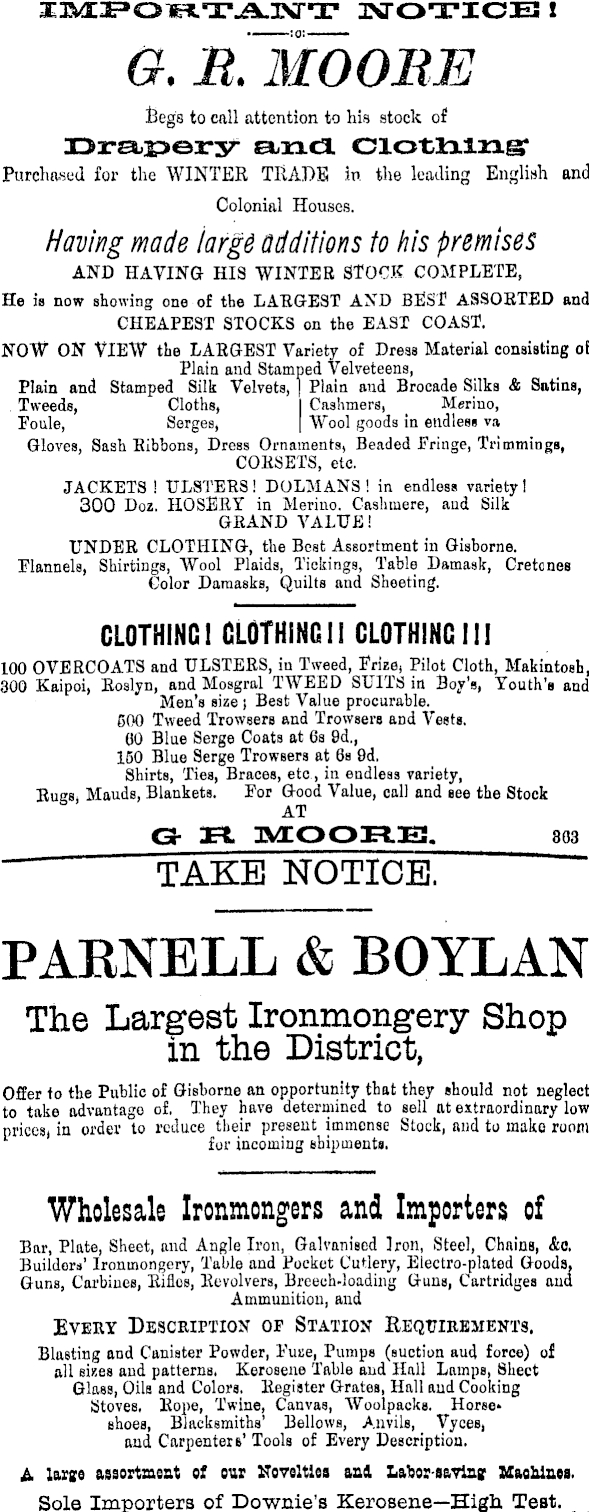 IMPORTANT NOTICE!
:o:
G. R. MOORE
Begs to call attention to his stock of
Drapery and Clothing
Purchased for the WINTER TRADE in the leading English and
Colonial Houses.
Having made large additions to his premises
AND HAVING HIS WINTER STOCK COMPLETE,
He is now showing one of the LARGEST AND BEST ASSORTED and
CHEAPEST STOCKS on the EAST COAST.
NOW ON VIEW the LARGEST Variety of Dress Material consisting of
Plain and Stamped Velveteens,
Plain and Stamped Silk Velvets, | Plain and Brocade Silks & Satins,
Tweeds, Cloths, | Cashmers, Merino,
Foule, Serges, | Wool goods in endless va
Gloves, Sash Ribbons, Dress Ornaments, Beaded Fringe, Trimmings,
CORSETS, etc.
JACKETS! ULSTERS! DOLMANS! in endless variety!
300 Doz. HOSERY in Merino. Cashmere, and Silk
GRAND VALUE!
UNDER CLOTHING, the Best Assortment in Gisborne.
Flannels, Shirtings, Wool Plaids, Tickings, Table Damask, Cretones
Color Damasks, Quilts and Sheeting.
CLOTHING! CLOTHING!! CLOTHING!!!
100 OVERCOATS and ULSTERS, in Tweed, Frize, Pilot Cloth, Makintosh,
300 Kaipoi, Roslyn, and Mosgral TWEED SUITS in Boy's, Youth's and
Men's size; Best Value procurable.
500 Tweed Trowsers and Trowsers and Vests.
60 Blue Serge Coats at 6s 9d.,
150 Blue Serge Trowsers at 6s 9d.
Shirts, Ties, Braces, etc, in endless variety,
Rugs, Mauds, Blankets. For Good Value, call and see the Stock
AT
G R MOORE. 363
TAKE NOTICE.
PARNELL & BOYLAN
The Largest Ironmongery Shop
in the District,
Offer to the Public of Gisborne an opportunity that they should not neglect
to take advantage of. They have determined to sell at extraordinary low
prices, in order to reduce their present immense Stock, and to make room
for incoming shipments.
Wholesale Ironmongers and Importers of
Bar, Plate, Sheet, and Angle Iron, Galvanised Iron, Steel, Chains, &c.
Builders' Ironmongery, Table and Pocket Cutlery, Electro-plated Goods,
Guns, Carbines, Rifles, Revolvers, Breech-loading Guns, Cartridges and
Ammunition, and
EVERY DESCRIPTION OF STATION REQUIREMENTS.
Blasting and Canister Powder, Fuze, Pumps (suction and force) of
all sizes and patterns. Kerosene Table and Hall Lamps, Sheet
Glass, Oils and Colors. Register Grates, Hall and Cooking
Stoves. Rope, Twine, Canvas, Woolpacks. Horse-
shoes, Blacksmiths' Bellows, Anvils, Vyces,
and Carpenters' Tools of Every Description.
A large assortment of our Novelties and Labor-saving Machines.
Sole Importers of Downie's Kerosene—High Test.